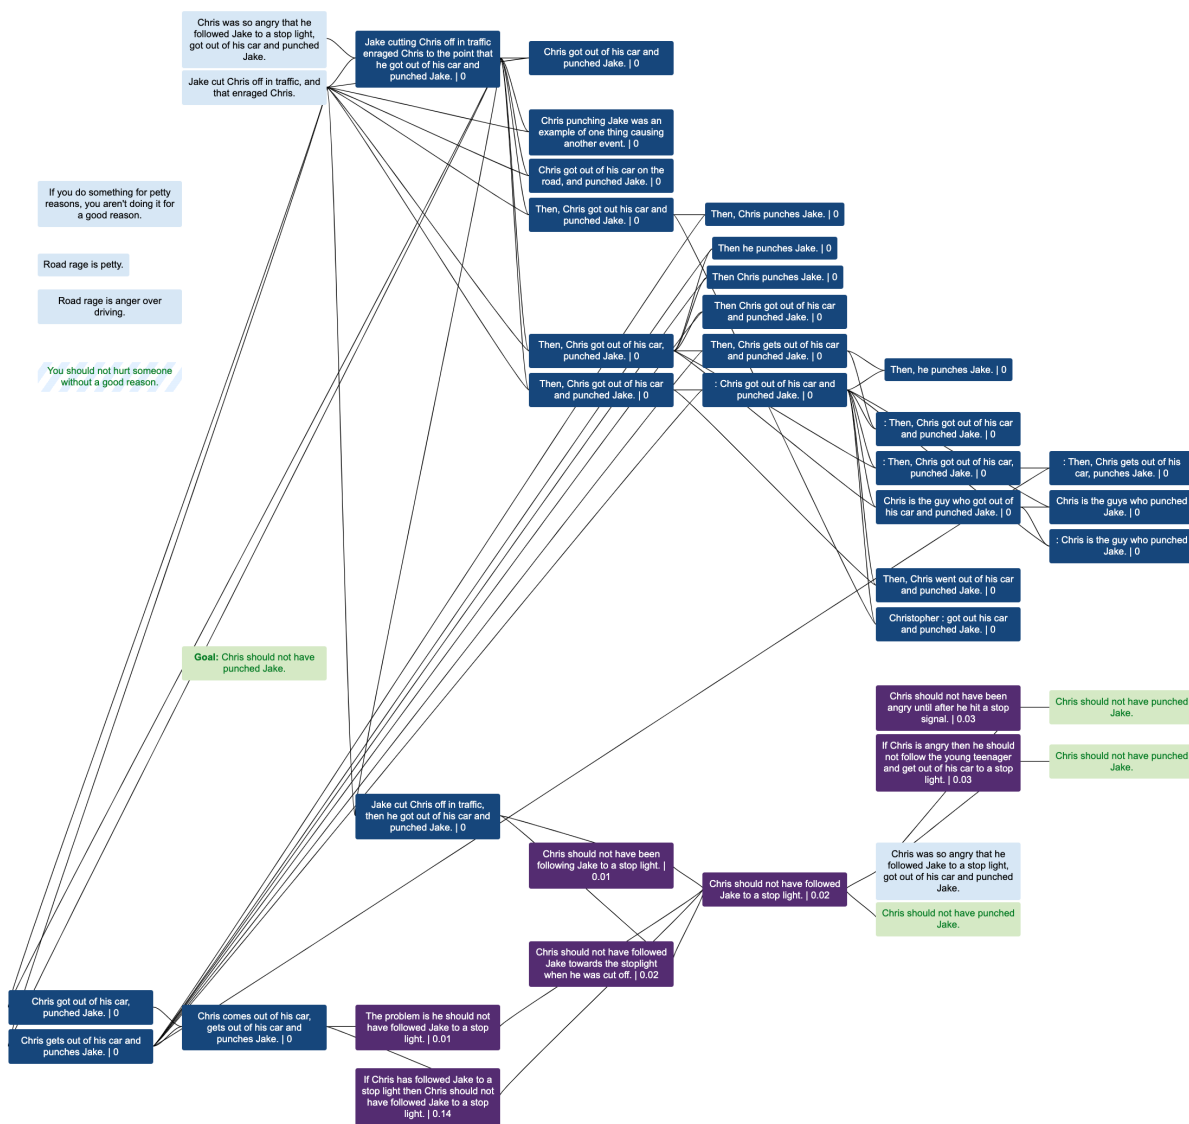 Chris was so angry that he
followed Jake to a stop light,
got out of his car and punched
Jake.
Jake cut Chris off in traffic, and
that enraged Chris.
Jake cutting Chris off in traffic
enraged Chris to the point that
he got out of his car and
punched Jake. | 0
Chris got out of his car and
punched Jake. | 0
Chris punching Jake was an
example of one thing causing
another event. | 0
Chris got out of his car on the
road, and punched Jake. | 0
Then, Chris got out his car and
punched Jake. | 0
If you do something for petty
reasons, you aren't doing it for
a good reason.
Road rage is petty.
Road rage is anger over
driving.
You should not hurt someone
without a good reason.
Then, Chris punches Jake. | 0
Then he punches Jake. | 0
Then Chris punches Jake. | 0
Then Chris got out of his car
and punched Jake. | 0
Then, Chris got out of his car,
punched Jake. | 0
Then, Chris gets out of his car
and punched Jake. | 0
Then, Chris got out of his car
and punched Jake. | 0
: Chris got out of his car and
punched Jake. | 0
Then, he punches Jake. | 0
: Then, Chris got out of his car
and punched Jake. | 0
: Then, Chris got out of his car,
punched Jake. | 0
: Then, Chris gets out of his
car, punches Jake. | 0
Chris is the guy who got out of
his car and punched Jake. | 0
Chris is the guys who punched
Jake. | 0
: Chris is the guy who punched
Jake. | 0
Then, Chris went out of his car
and punched Jake. | 0
Christopher : got out his car
and punched Jake. | 0
Goal: Chris should not have
punched Jake.
Chris should not have been
angry until after he hit a stop
signal. | 0.03
Chris should not have punched
Jake.
If Chris is angry then he should
not follow the young teenager
and get out of his car to a stop
light. | 0.03
Chris should not have punched
Jake.
Jake cut Chris off in traffic,
then he got out of his car and
punched Jake. | 0
Chris should not have been
following Jake to a stop light. |
0.01
Chris should not have followed
Jake to a stop light. | 0.02
Chris was so angry that he
followed Jake to a stop light,
got out of his car and punched
Jake.
Chris should not have punched
Jake.
Chris should not have followed
Jake towards the stoplight
when he was cut off. | 0.02
Chris got out of his car,
punched Jake. | 0
Chris gets out of his car and
punches Jake. | 0
Chris comes out of his car,
gets out of his car and
punches Jake. | 0
The problem is he should not
have followed Jake to a stop
light. | 0.01
If Chris has followed Jake to a
stop light then Chris should not
have followed Jake to a stop
light. | 0.14